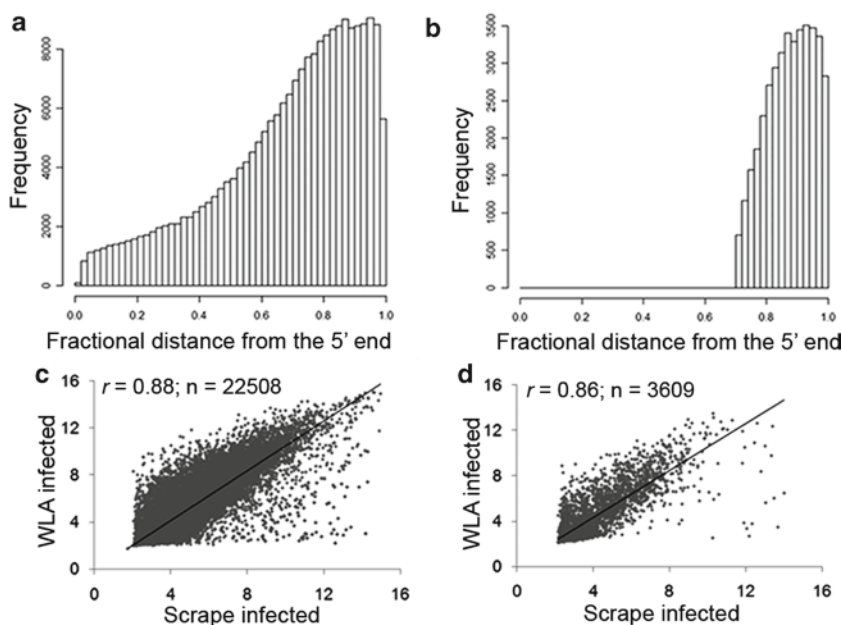 a
Frequency
0 2000 4000 6000 8000
0.0 0.2 0.4 0.6 0.8 1.0
Fractional distance from the 5' end
b
Frequency
0 500 1000 1500 2000 2500 3000 3500
0.0 0.2 0.4 0.6 0.8 1.0
Fractional distance from the 5' end
c
r = 0.88; n = 22508
WLA infected
16
12
8
4
0
0 4 8 12 16
Scrape infected
d
r = 0.86; n = 3609
WLA infected
16
12
8
4
0
0 4 8 12 16
Scrape infected